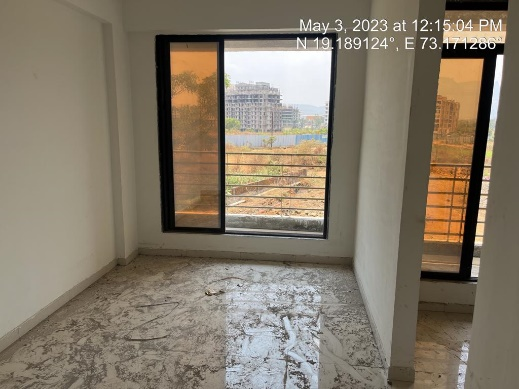 May 3, 2023 at 12:15:04 PM
N 19.189124°, E 73.171286°